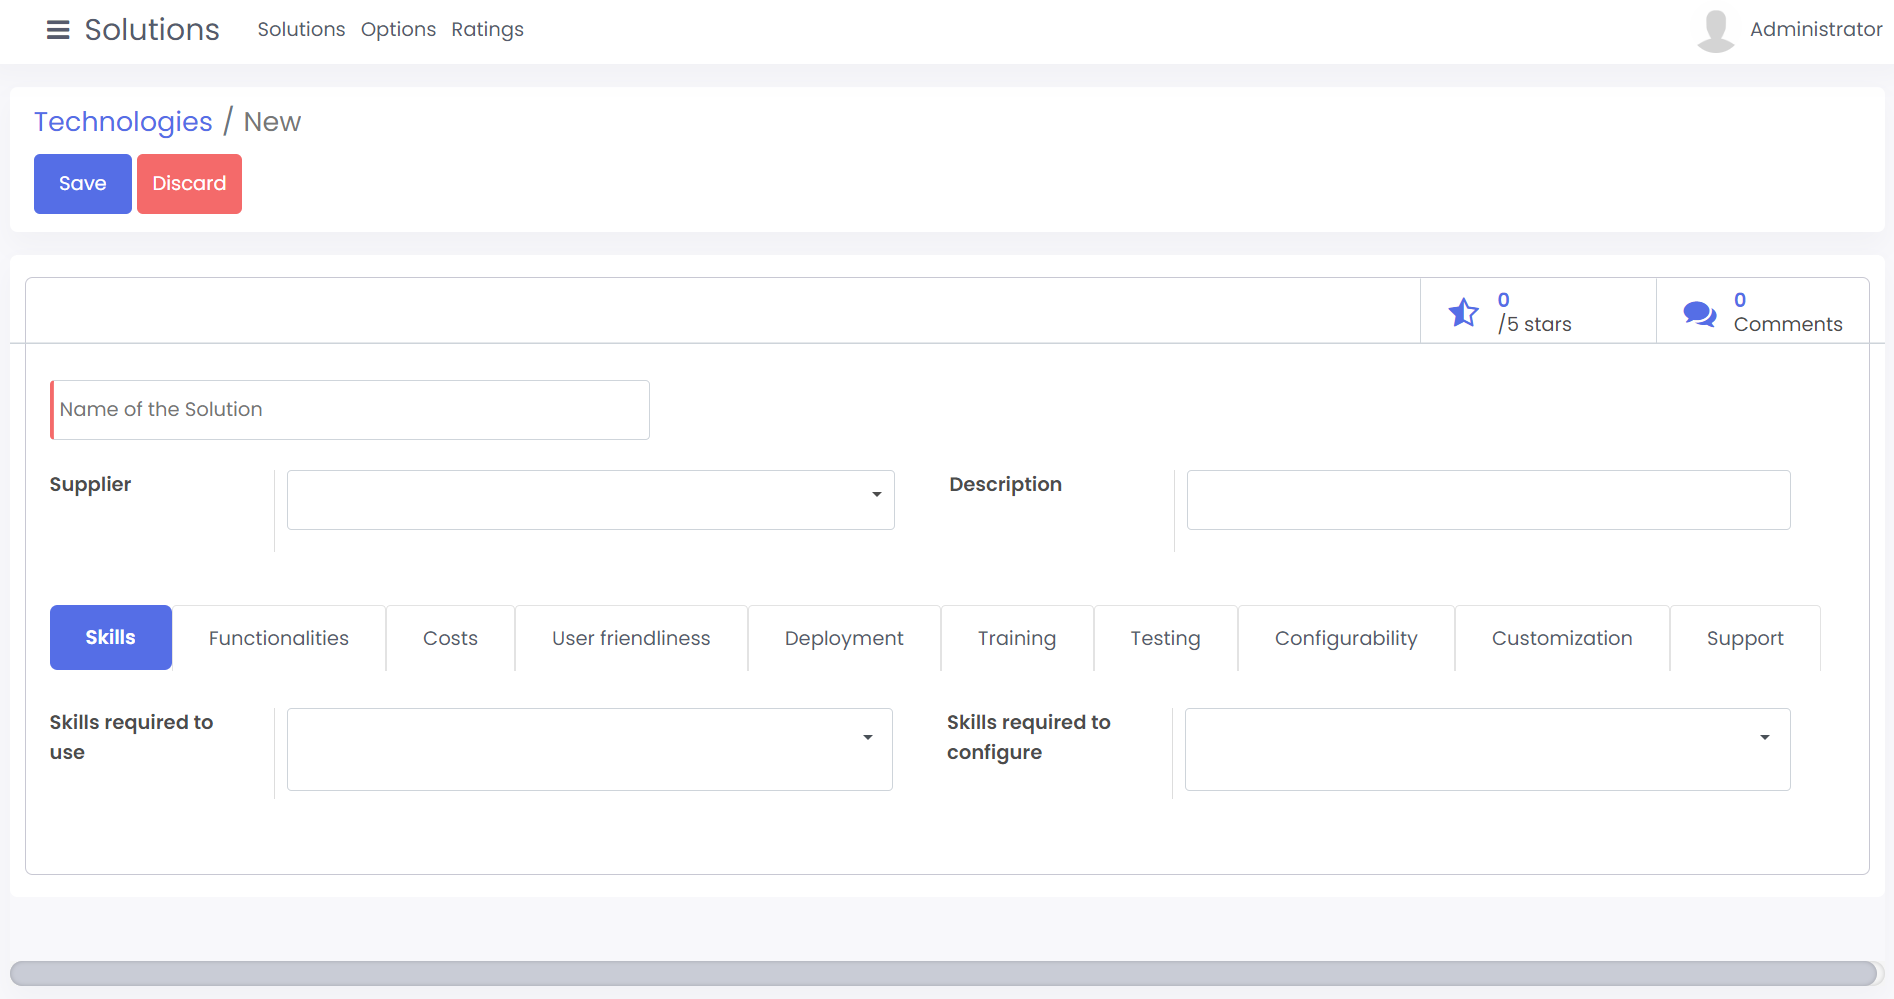 Solutions Solutions Options Ratings Administrator
Technologies / New
Save Discard
0
/5 stars
0
Comments
Name of the Solution
Supplier
Description
Skills Functionalities Costs User friendliness Deployment Training Testing Configurability Customization Support
Skills required to
use
Skills required to
configure